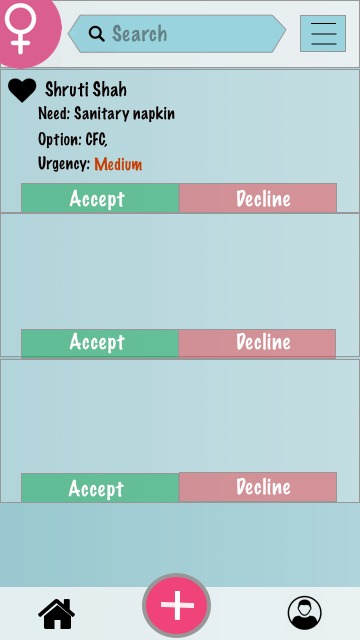 Search
Shruti Shah
Need: Sanitary napkin
Option: CFC,
Urgency: Medium
Accept Decline
Accept Decline
Accept Decline